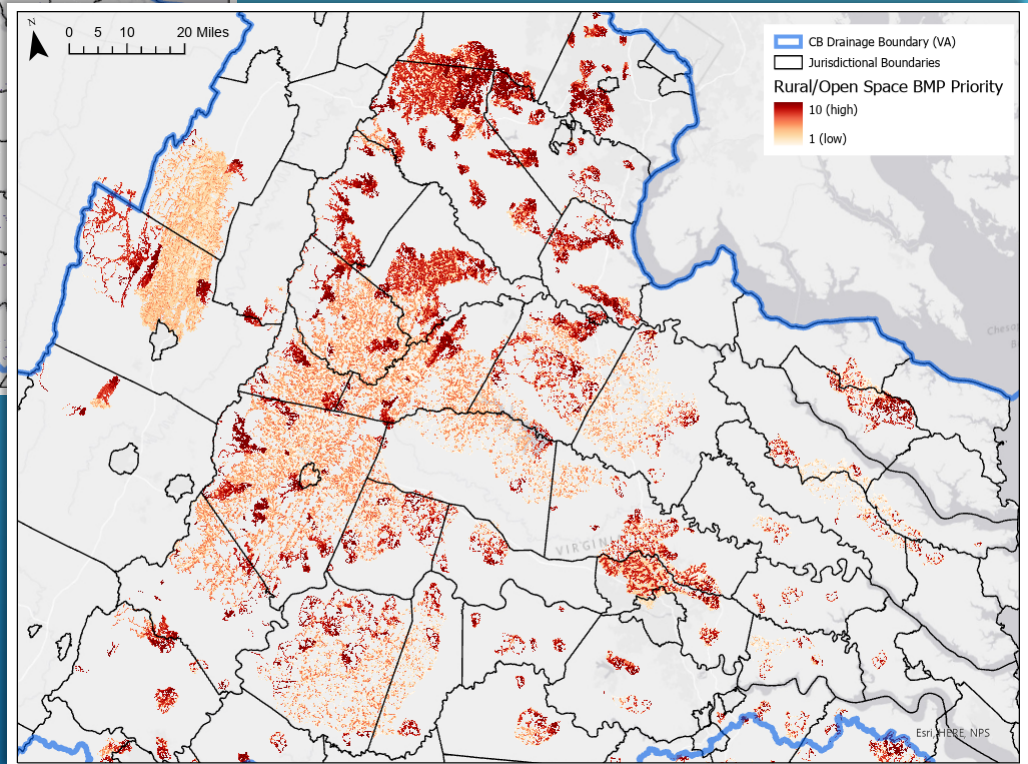 N
0 5 10 20 Miles
CB Drainage Boundary (VA)
Jurisdictional Boundaries
Rural/Open Space BMP Priority
10 (high)
1 (low)
VIRGIN
Esri, HERE, NPS